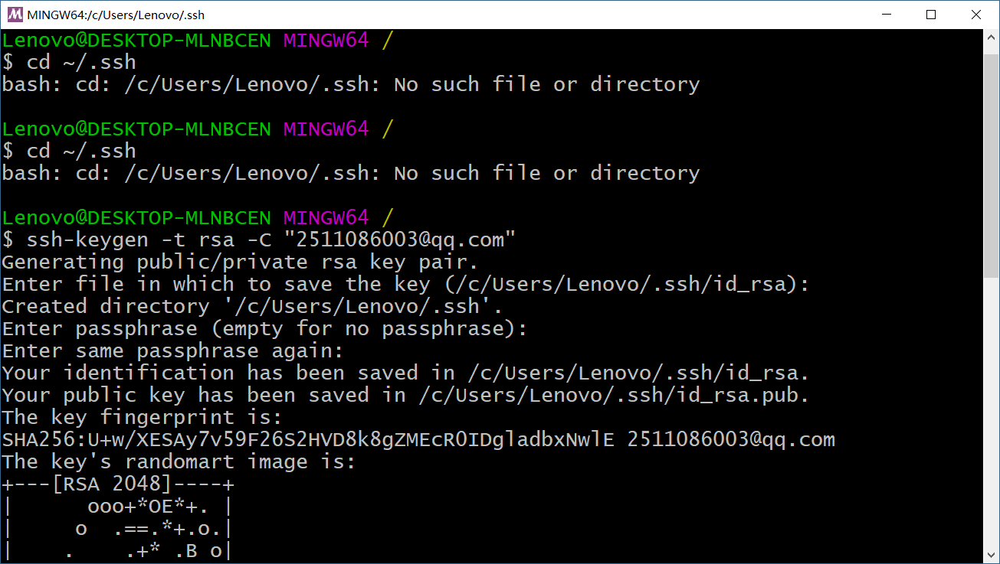 MINGW64:/c/Users/Lenovo/.ssh
Lenovo@DESKTOP-MLNBCEN MINGW64 /
$ cd ~/.ssh
bash: cd: /c/Users/Lenovo/.ssh: No such file or directory
Lenovo@DESKTOP-MLNBCEN MINGW64 /
$ cd ~/.ssh
bash: cd: /c/Users/Lenovo/.ssh: No such file or directory
Lenovo@DESKTOP-MLNBCEN MINGW64 /
$ ssh-keygen -t rsa -C "2511086003@qq.com"
Generating public/private rsa key pair.
Enter file in which to save the key (/c/Users/Lenovo/.ssh/id_rsa):
Created directory '/c/Users/Lenovo/.ssh'.
Enter passphrase (empty for no passphrase):
Enter same passphrase again:
Your identification has been saved in /c/Users/Lenovo/.ssh/id_rsa.
Your public key has been saved in /c/Users/Lenovo/.ssh/id_rsa.pub.
The key fingerprint is:
SHA256:U+w/XESAy7v59F26S2HVD8k8gZMEcR0IDgladbxNwlE 2511086003@qq.com
The key's randomart image is:
+---[RSA 2048]----+
|      ooo+*OE*+. |
|     o  .==.*+.o.|
|    .    .+* .B o|